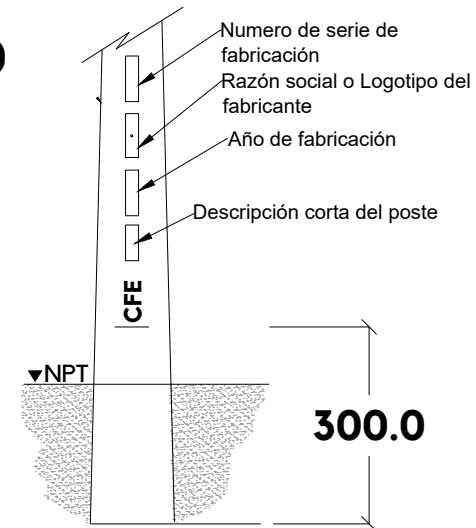 Numero de serie de
fabricación
Razón social o Logotipo del
fabricante
Año de fabricación
Descripción corta del poste
CFE
NPT
300.0